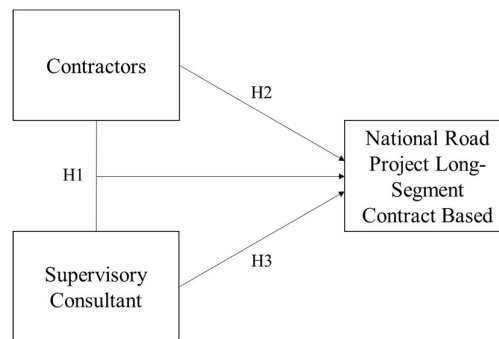 Contractors
H2
National Road
Project Long-
Segment
Contract Based
H1
H3
Supervisory
Consultant